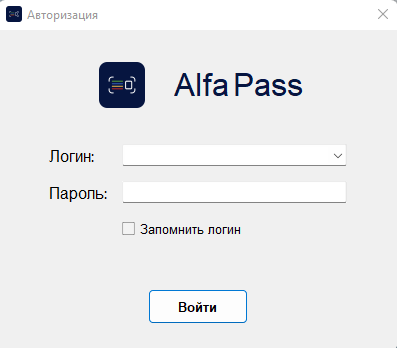 Авторизация
Alfa Pass
Логин:
Пароль:
Запомнить логин
Войти